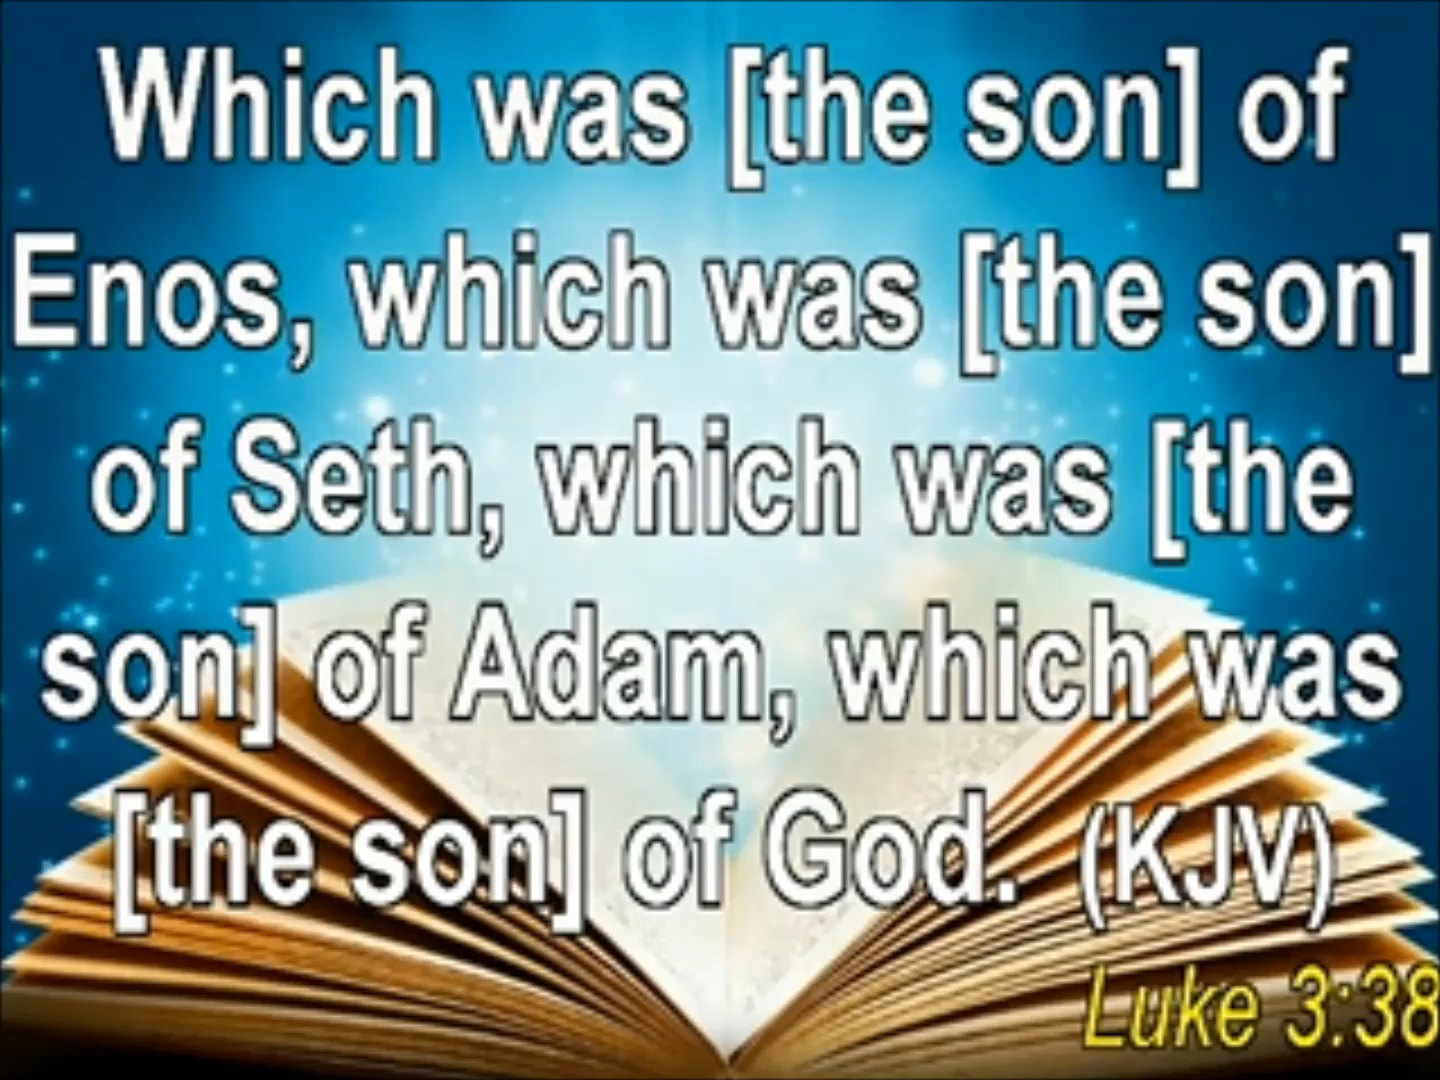 Which was [the son] of
Enos, which was [the son]
of Seth, which was [the
son] of Adam, which was
[the son] of God. (KJV)
Luke 3:38